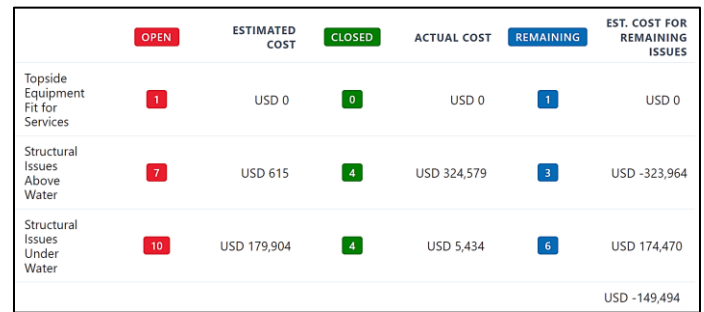 OPEN ESTIMATED COST CLOSED ACTUAL COST REMAINING EST. COST FOR REMAINING ISSUES
Topside
Equipment
Fit for
Services
1 USD 0 0 USD 0 1 USD 0
Structural
Issues
Above
Water
7 USD 615 4 USD 324,579 3 USD -323,964
Structural
Issues
Under
Water
10 USD 179,904 4 USD 5,434 6 USD 174,470
USD -149,494